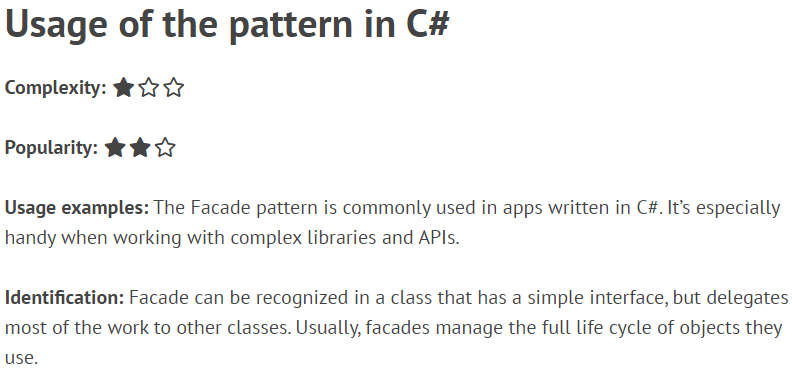 Usage of the pattern in C#
Complexity: ★☆☆
Popularity: ★★☆
Usage examples: The Facade pattern is commonly used in apps written in C#. It’s especially
handy when working with complex libraries and APIs.
Identification: Facade can be recognized in a class that has a simple interface, but delegates
most of the work to other classes. Usually, facades manage the full life cycle of objects they
use.